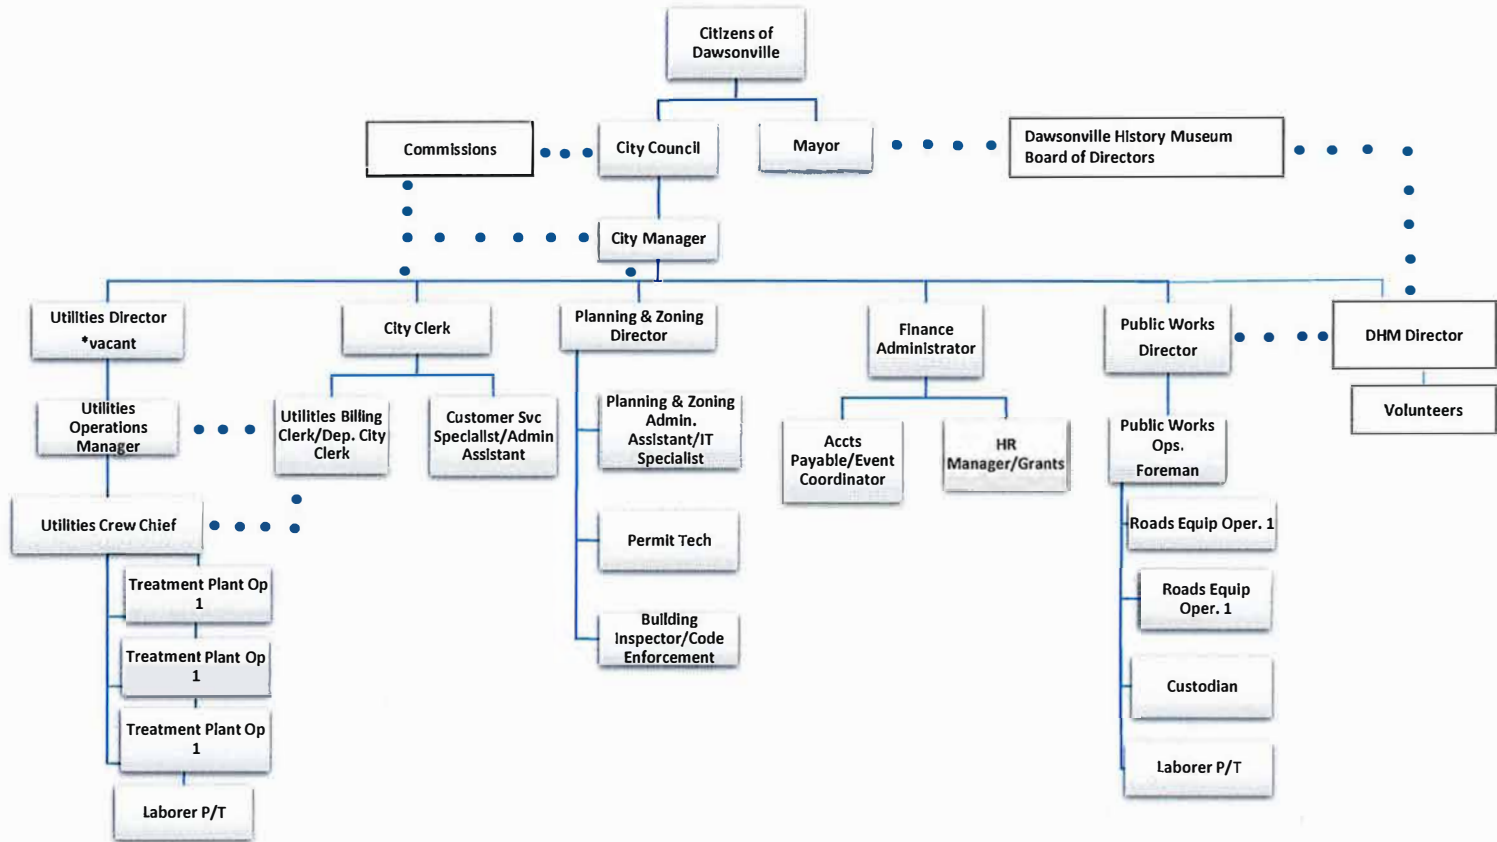 Citizens of
Dawsonville
Commissions
City Council
Mayor
Dawsonville History Museum
Board of Directors
City Manager
Utilities Director
*vacant
City Clerk
Planning & Zoning
Director
Finance
Administrator
Public Works
Director
DHM Director
Utilities
Operations
Manager
Utilities Billing
Clerk/Dep. City
Clerk
Customer Svc
Specialist/Admin
Assistant
Planning & Zoning
Admin.
Assistant/IT
Specialist
Accts
Payable/Event
Coordinator
HR
Manager/Grants
Public Works
Ops.
Foreman
Volunteers
Utilities Crew Chief
Permit Tech
Roads Equip Oper. 1
Treatment Plant Op
1
Roads Equip
Oper. 1
Treatment Plant Op
1
Building
Inspector/Code
Enforcement
Custodian
Treatment Plant Op
1
Laborer P/T
Laborer P/T